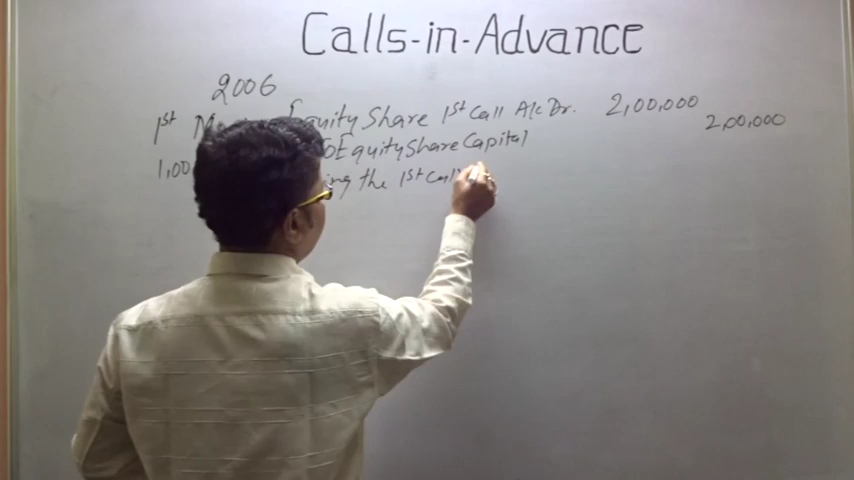 Calls-in-Advance
2006
1st Equity Share 1st Call A/c Dr. 2,00,000
To Equity Share Capital 2,00,000
1,00 the 1st Call